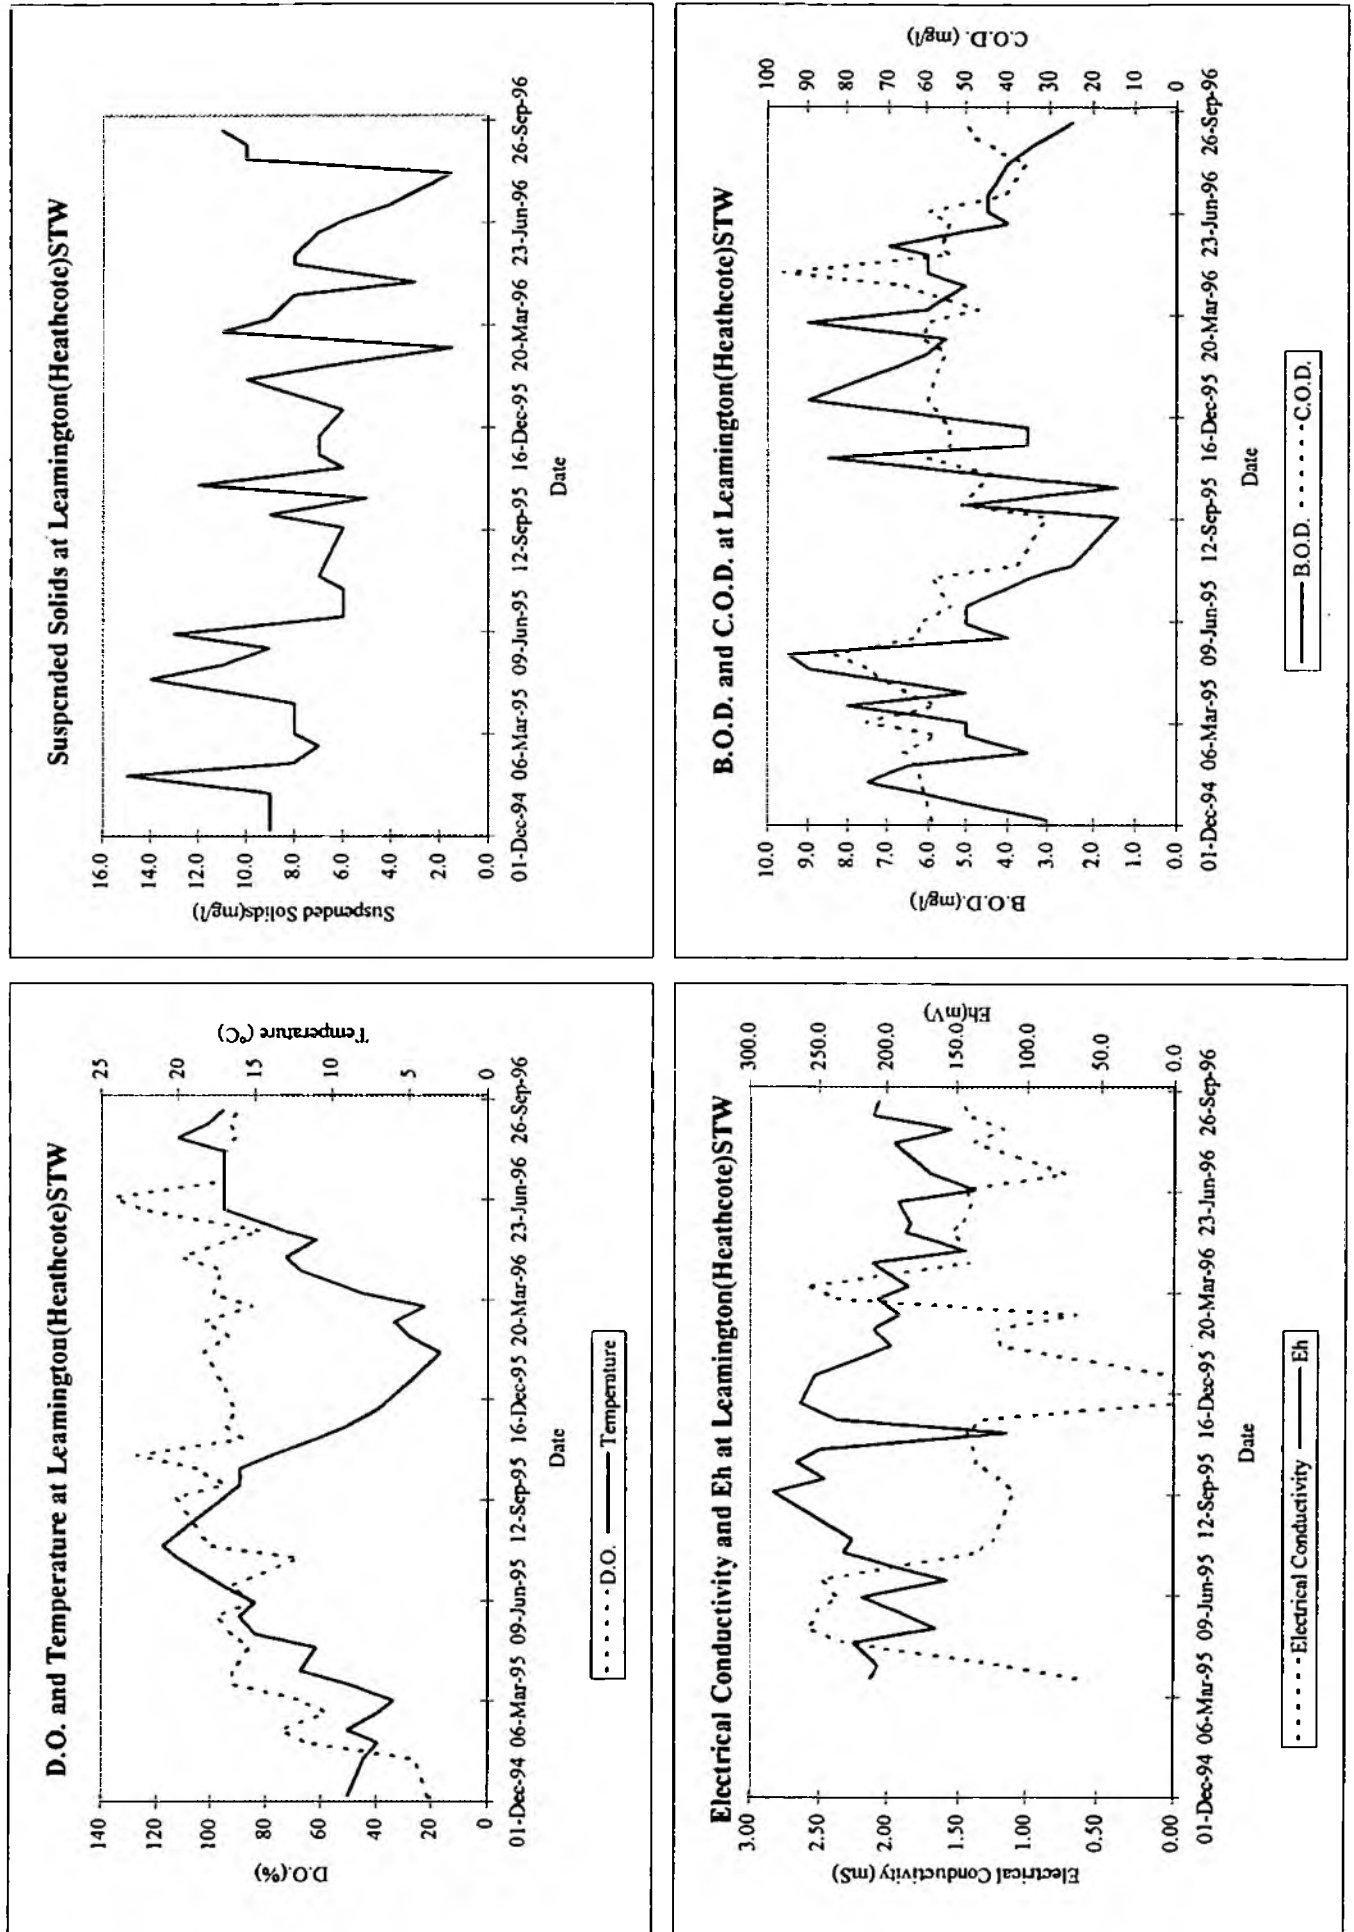 D.O. and Temperature at Leamington(Heathcote)STW
D.O.(%)
140
120
100
80
60
40
20
0
Temperature (°C)
25
20
15
10
5
0
01-Dec-94 06-Mar-95 09-Jun-95 12-Sep-95 16-Dec-95 20-Mar-96 23-Jun-96 26-Sep-96
Date
D.O. Temperature
Suspended Solids at Leamington(Heathcote)STW
Suspended Solids(mg/l)
16.0
14.0
12.0
10.0
8.0
6.0
4.0
2.0
0.0
01-Dec-94 06-Mar-95 09-Jun-95 12-Sep-95 16-Dec-95 20-Mar-96 23-Jun-96 26-Sep-96
Date
Electrical Conductivity and Eh at Leamington(Heathcote)STW
Electrical Conductivity (mS)
3.00
2.50
2.00
1.50
1.00
0.50
0.00
Eh(mV)
300.0
250.0
200.0
150.0
100.0
50.0
0.0
01-Dec-94 06-Mar-95 09-Jun-95 12-Sep-95 16-Dec-95 20-Mar-96 23-Jun-96 26-Sep-96
Date
Electrical Conductivity Eh
B.O.D. and C.O.D. at Leamington(Heathcote)STW
B.O.D.(mg/l)
10.0
9.0
8.0
7.0
6.0
5.0
4.0
3.0
2.0
1.0
0.0
C.O.D. (mg/l)
100
90
80
70
60
50
40
30
20
10
0
01-Dec-94 06-Mar-95 09-Jun-95 12-Sep-95 16-Dec-95 20-Mar-96 23-Jun-96 26-Sep-96
Date
B.O.D. C.O.D.